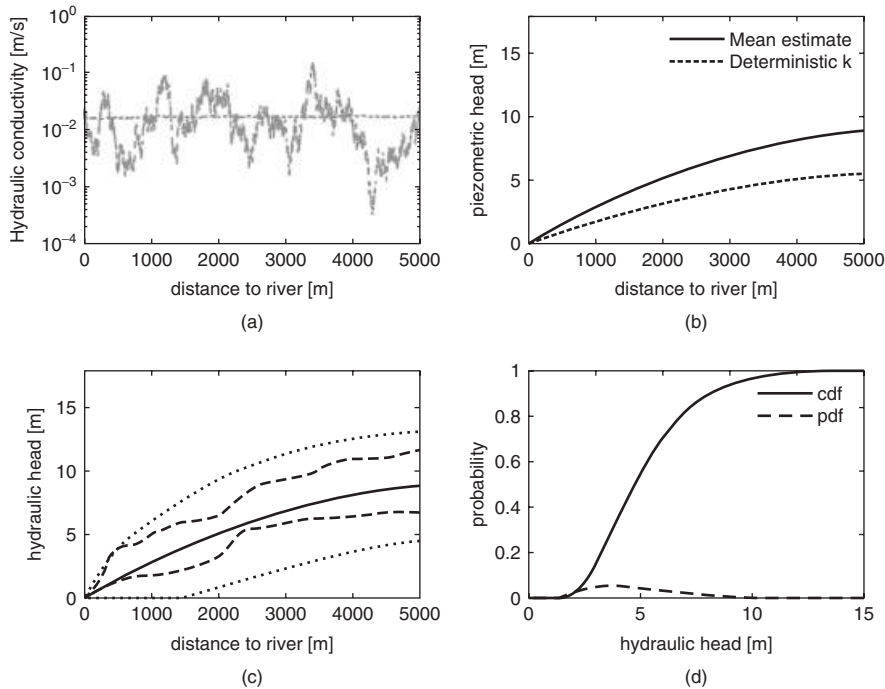 Hydraulic conductivity [m/s]
10⁰
10⁻¹
10⁻²
10⁻³
10⁻⁴
0 1000 2000 3000 4000 5000
distance to river [m]
(a)
piezometric head [m]
15
10
5
0
Mean estimate
Deterministic k
0 1000 2000 3000 4000 5000
distance to river [m]
(b)
hydraulic head [m]
15
10
5
0
0 1000 2000 3000 4000 5000
distance to river [m]
(c)
probability
1
0.8
0.6
0.4
0.2
0
cdf
pdf
0 5 10 15
hydraulic head [m]
(d)